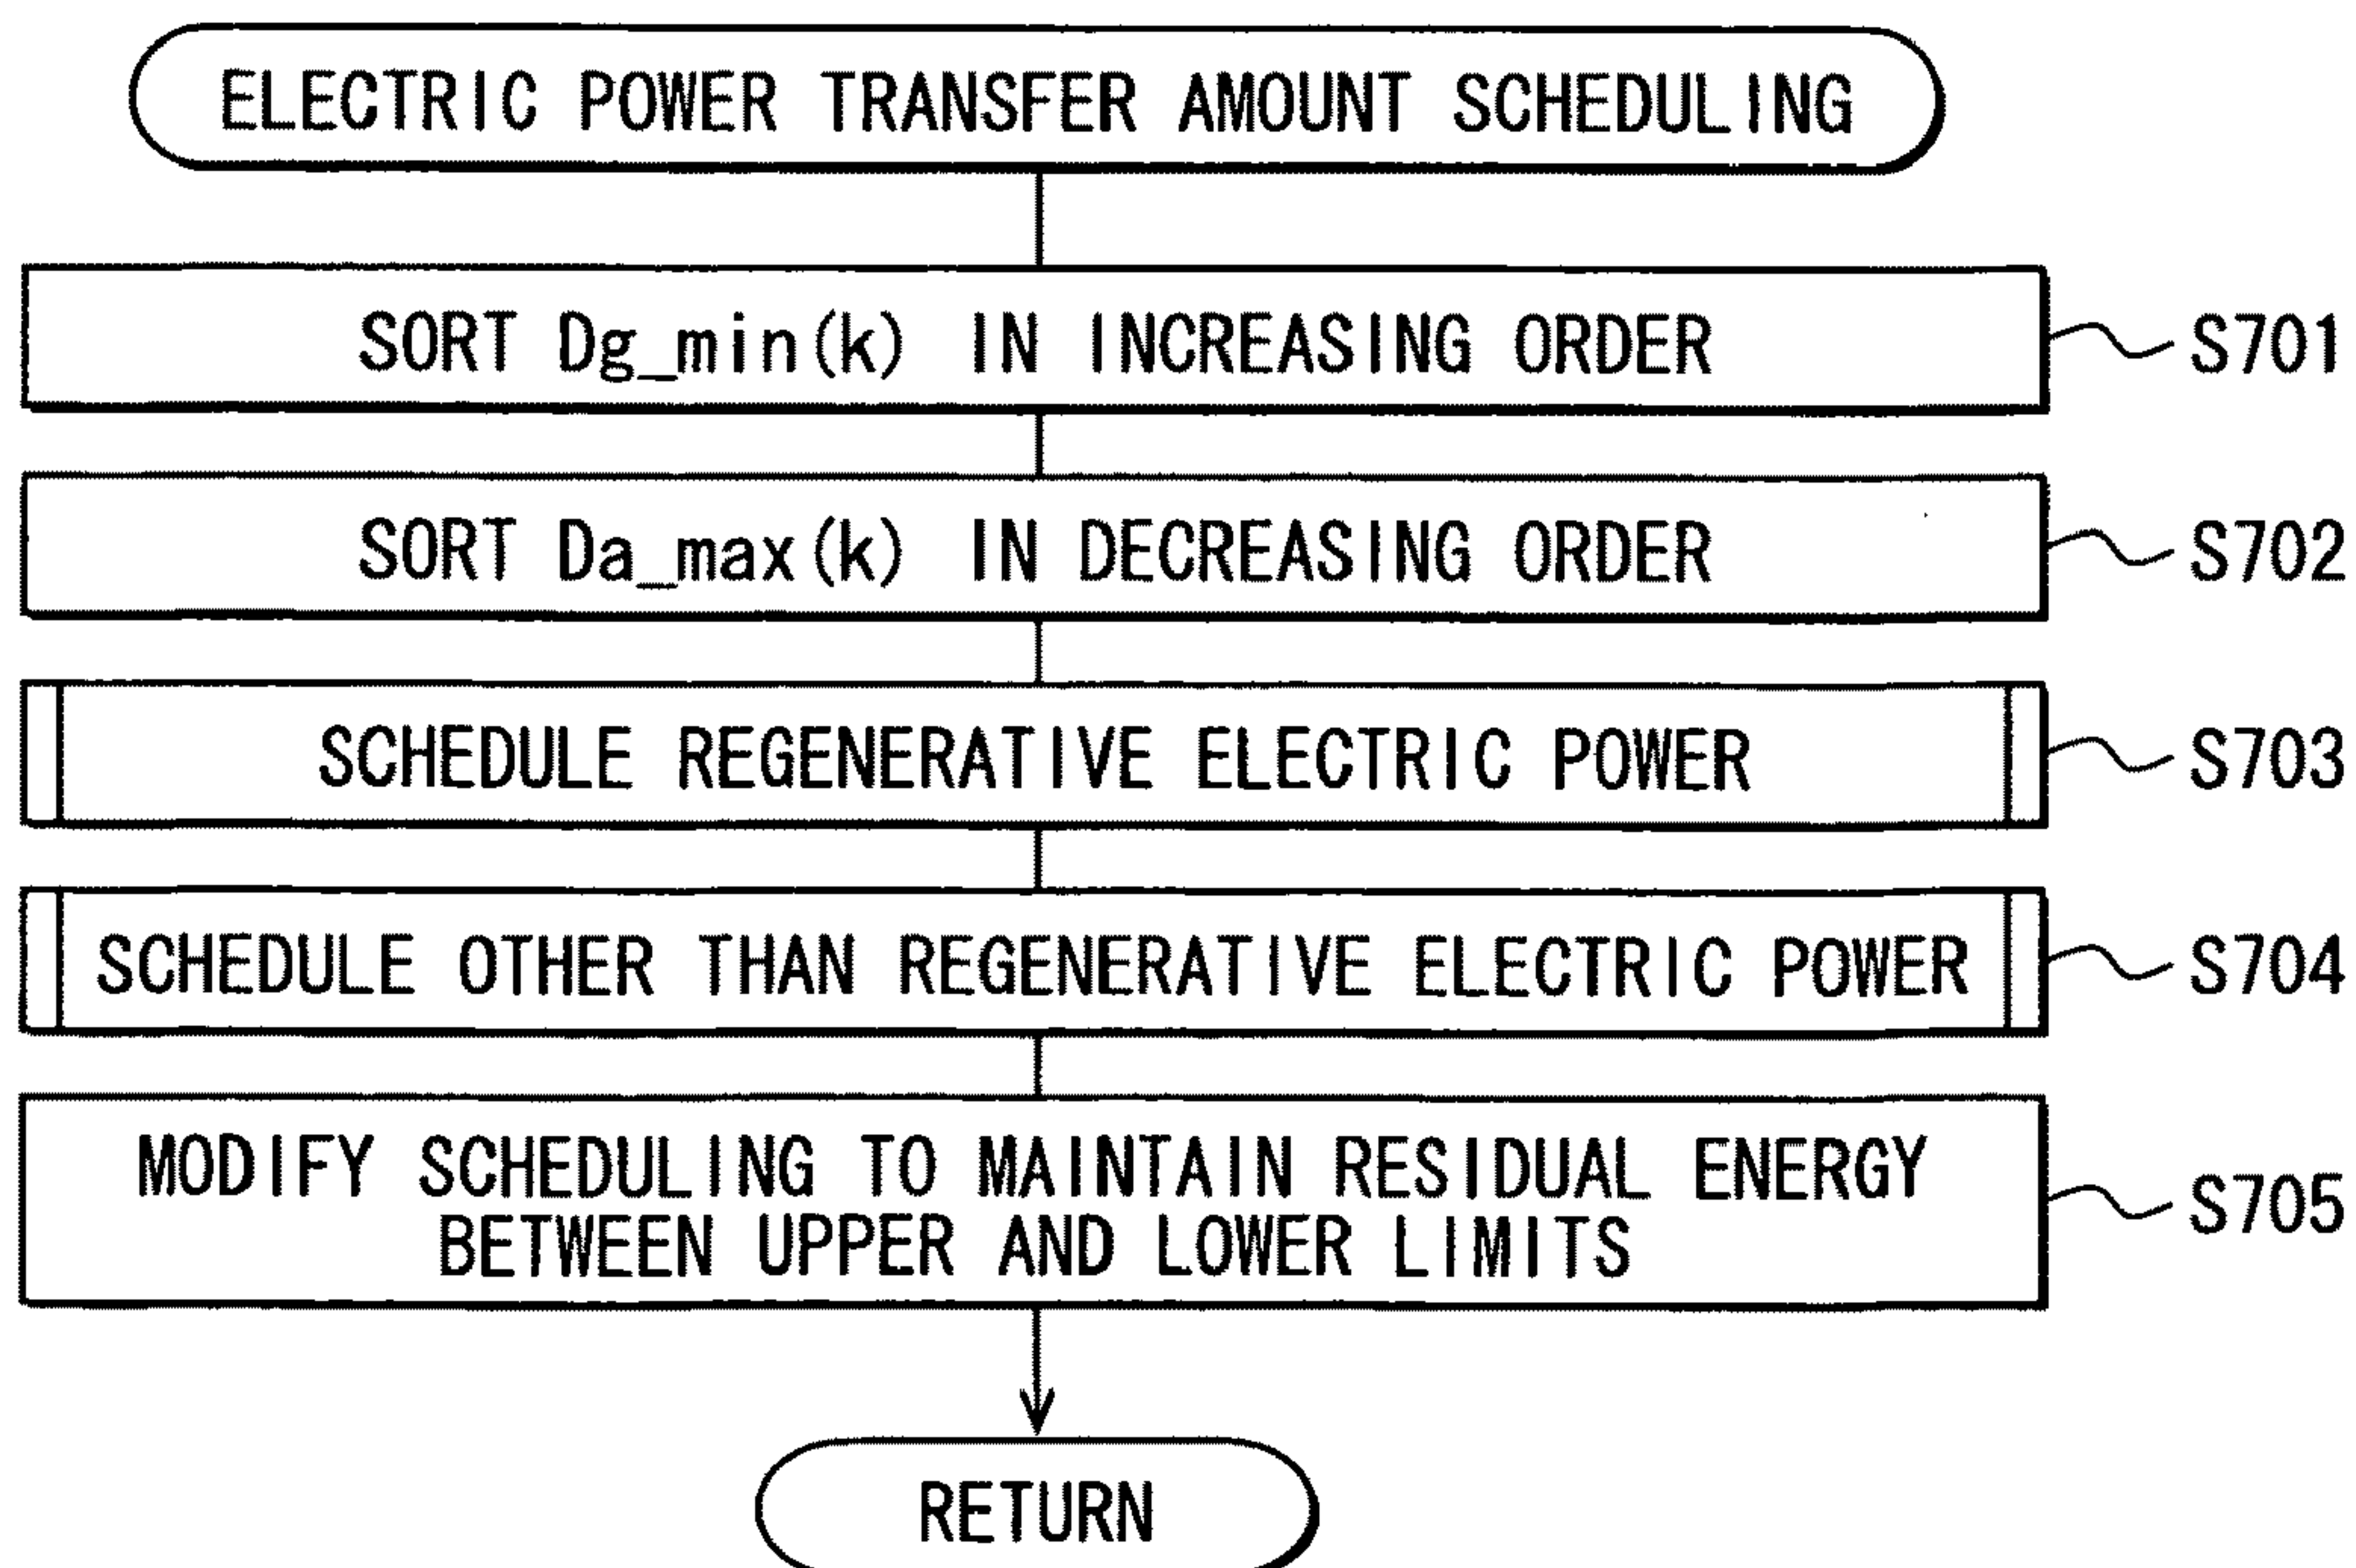 ELECTRIC POWER TRANSFER AMOUNT SCHEDULING
SORT Dg_min(k) IN INCREASING ORDER
S701
SORT Da_max(k) IN DECREASING ORDER
S702
SCHEDULE REGENERATIVE ELECTRIC POWER
S703
SCHEDULE OTHER THAN REGENERATIVE ELECTRIC POWER
S704
MODIFY SCHEDULING TO MAINTAIN RESIDUAL ENERGY
BETWEEN UPPER AND LOWER LIMITS
S705
RETURN